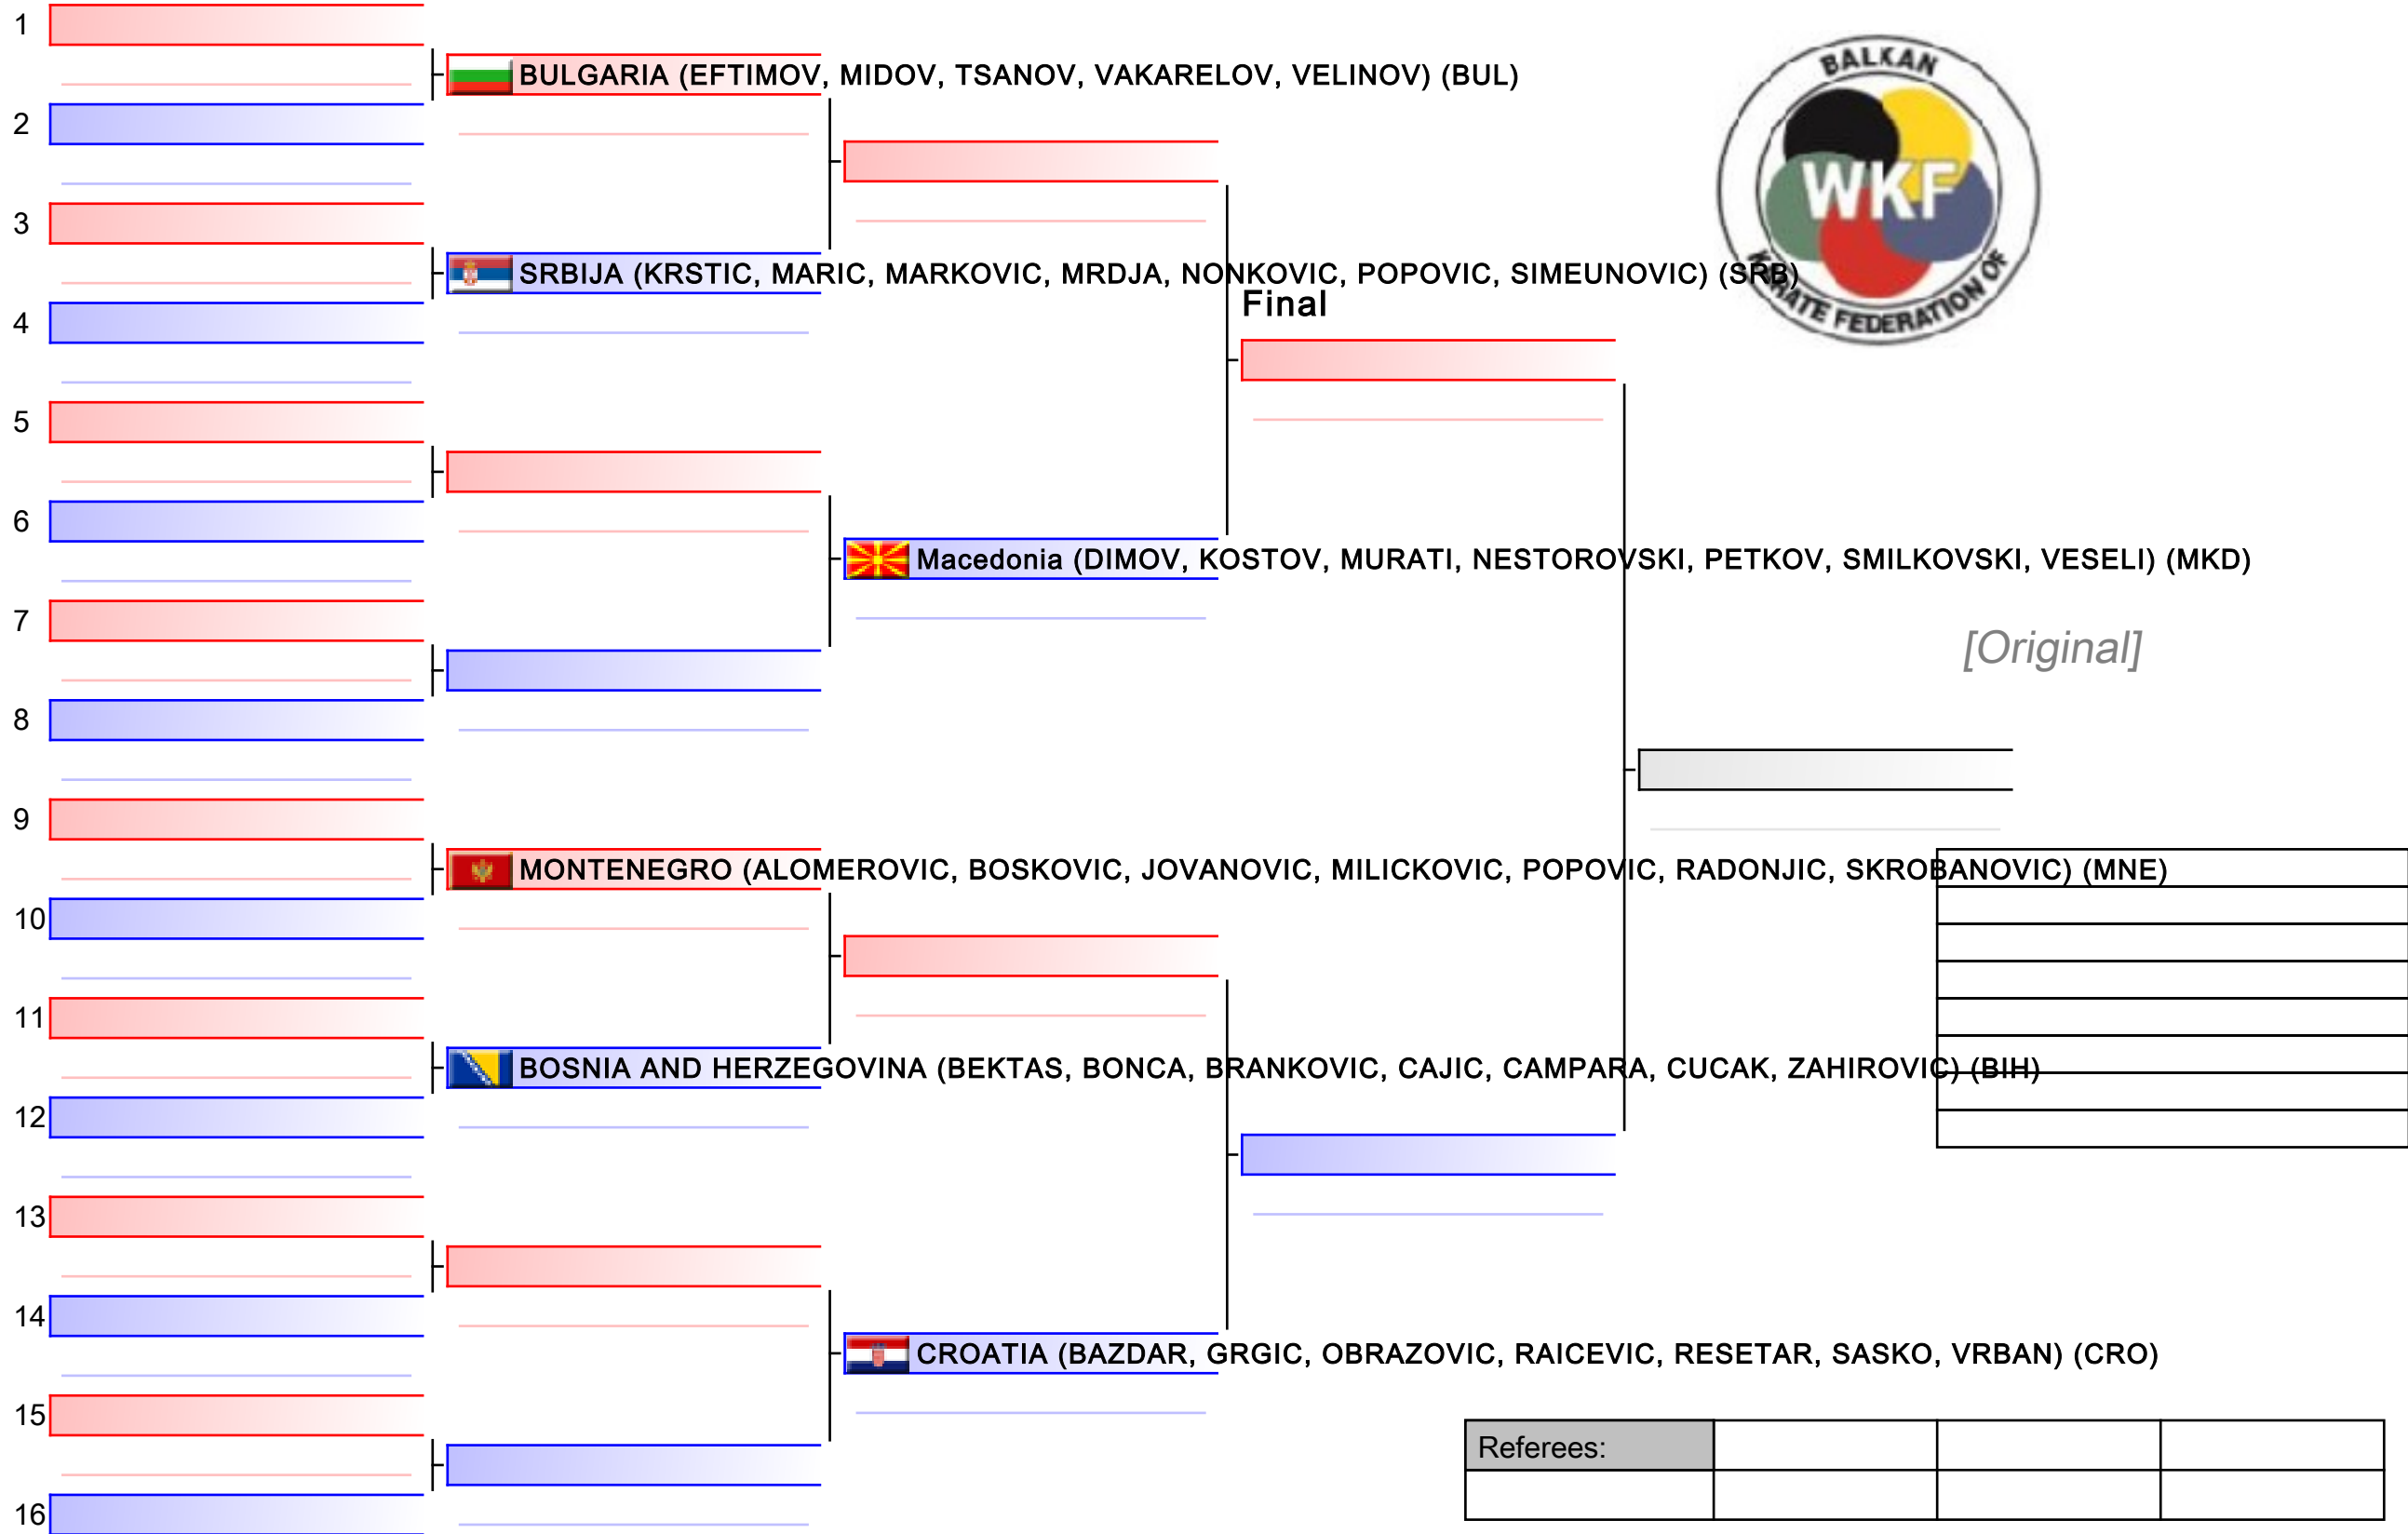 1
BULGARIA (EFTIMOV, MIDOV, TSANOV, VAKARELOV, VELINOV) (BUL)
2
3
SRBIJA (KRSTIC, MARIC, MARKOVIC, MRDJA, NONKOVIC, POPOVIC, SIMEUNOVIC) (SRB)
BALKAN
WKF
KARATE FEDERATION OF
Final
4
5
6
Macedonia (DIMOV, KOSTOV, MURATI, NESTOROVSKI, PETKOV, SMILKOVSKI, VESELI) (MKD)
7
[Original]
8
9
MONTENEGRO (ALOMEROVIC, BOSKOVIC, JOVANOVIC, MILICKOVIC, POPOVIC, RADONJIC, SKROBANOVIC) (MNE)
10
11
BOSNIA AND HERZEGOVINA (BEKTAS, BONCA, BRANKOVIC, CAJIC, CAMPARA, CUCAK, ZAHIROVIC) (BIH)
12
13
14
CROATIA (BAZDAR, GRGIC, OBRAZOVIC, RAICEVIC, RESETAR, SASKO, VRBAN) (CRO)
15
Referees:
16